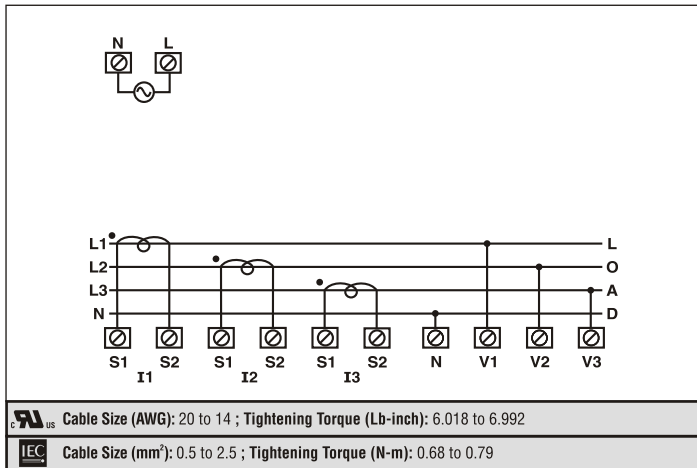 N L
L1 L
L2 O
L3 A
N D
S1 S2 S1 S2 S1 S2 N V1 V2 V3
I1 I2 I3
c RU us Cable Size (AWG): 20 to 14 ; Tightening Torque (Lb-inch): 6.018 to 6.992
IEC Cable Size (mm²): 0.5 to 2.5 ; Tightening Torque (N-m): 0.68 to 0.79